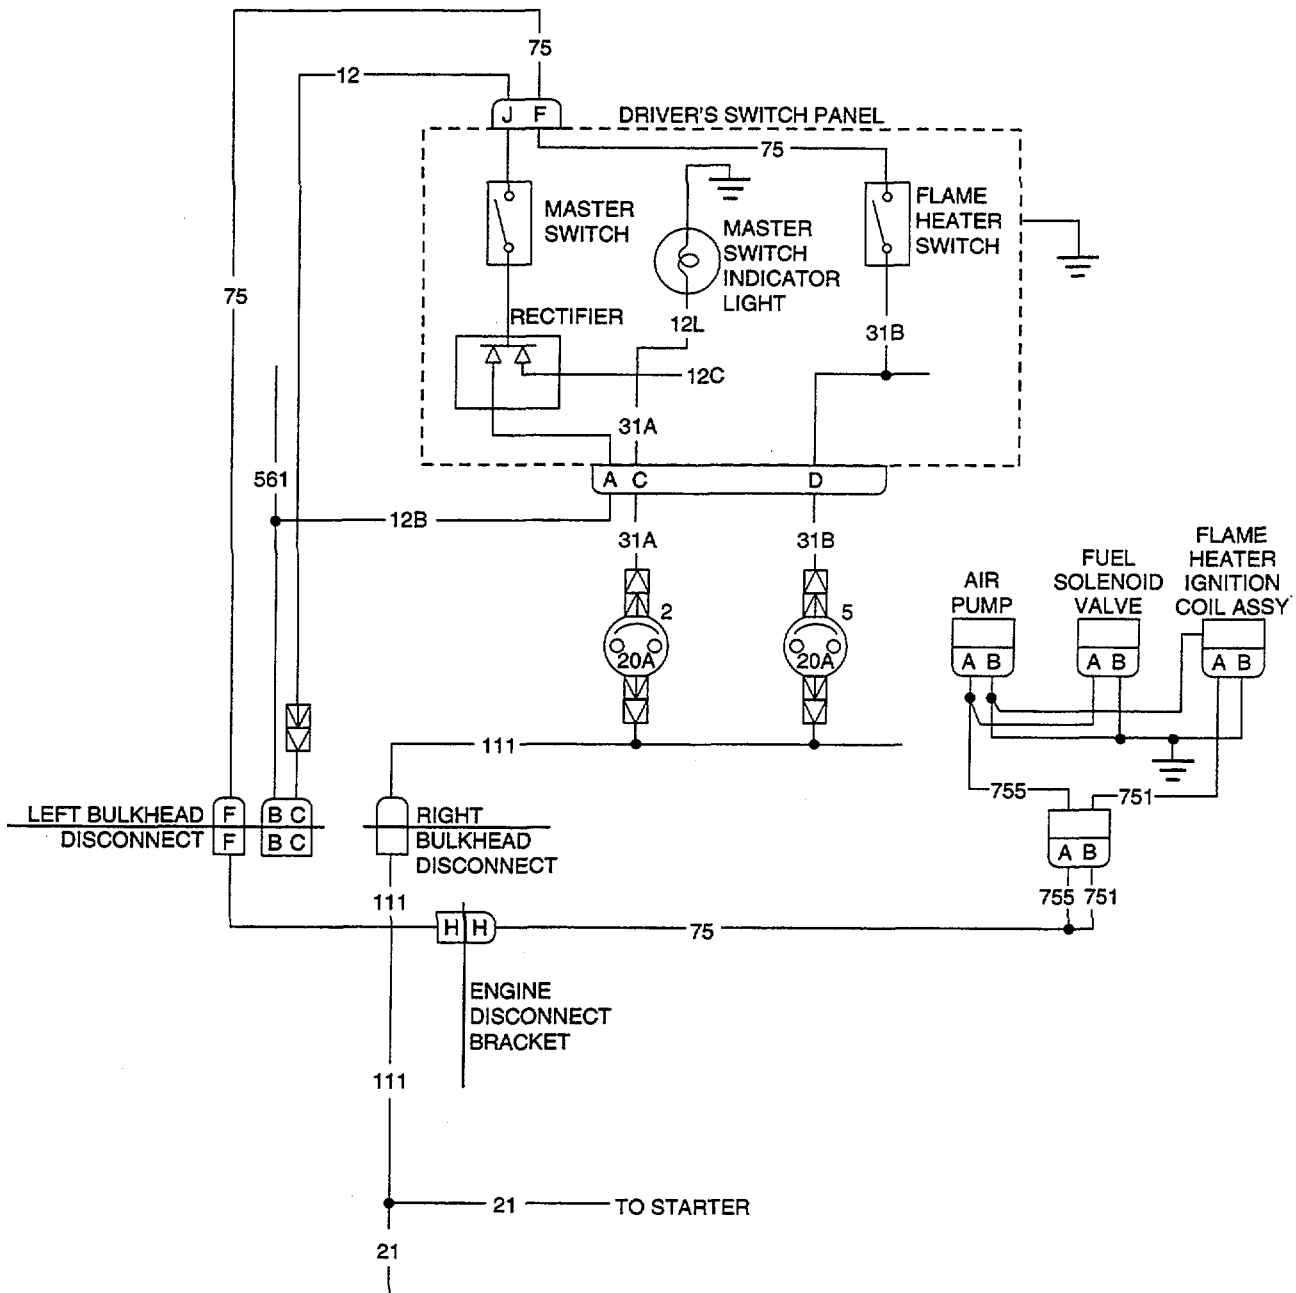 75
12
J F
DRIVER'S SWITCH PANEL
75
MASTER
SWITCH
MASTER
SWITCH
INDICATOR
LIGHT
FLAME
HEATER
SWITCH
75
RECTIFIER
12L
31B
12C
31A
561
A C
D
12B
31A
31B
2
20A
5
20A
AIR
PUMP
FUEL
SOLENOID
VALVE
FLAME
HEATER
IGNITION
COIL ASSY
A B
A B
A B
111
755
751
LEFT BULKHEAD
DISCONNECT
F
F
B C
B C
RIGHT
BULKHEAD
DISCONNECT
A B
755 751
111
H H
75
ENGINE
DISCONNECT
BRACKET
111
21
TO STARTER
21